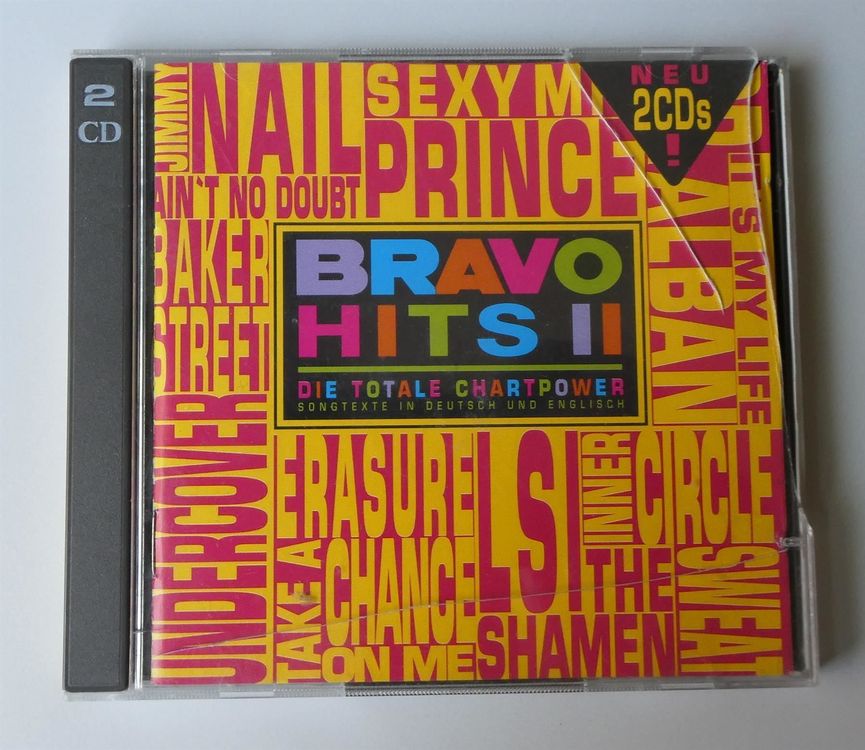 2
CD
JIMMY
NAIL
AIN'T NO DOUBT
SEXY
PRINCE
NEU
2CDs
!
ALBAN
IT'S MY LIFE
BAKER
STREET
UNDERCOVER
BRAVO
HITS II
DIE TOTALE CHARTPOWER
SONGTEXTE IN DEUTSCH UND ENGLISCH
ERASURE
TAKE A
CHANCE
ON ME
LSI
THE
SHAMEN
INNER
CIRCLE
SWEAT